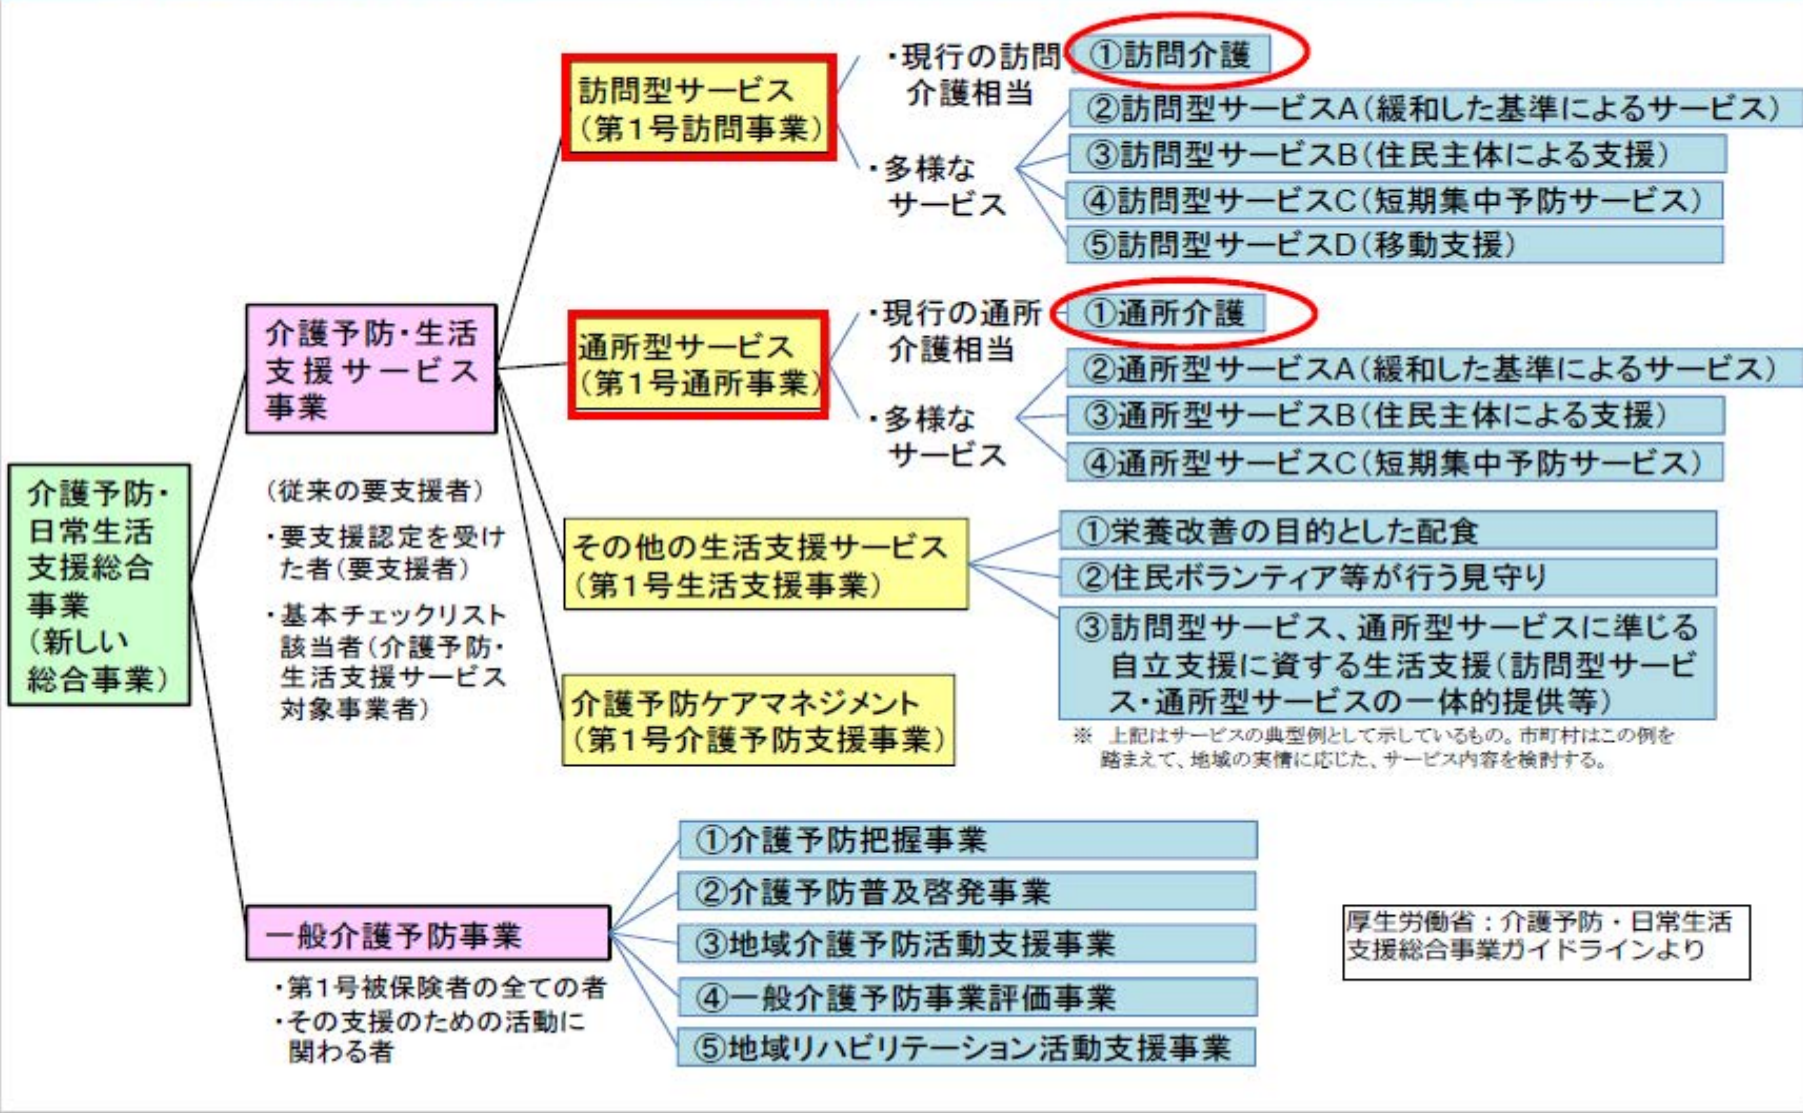 介護予防・
日常生活
支援総合
事業
（新しい
総合事業）
介護予防・生活
支援サービス
事業
（従来の要支援者）
・要支援認定を受け
た者（要支援者）
・基本チェックリスト
該当者（介護予防・
生活支援サービス
対象事業者）
訪問型サービス
（第１号訪問事業）
・現行の訪問
介護相当
①訪問介護
・多様な
サービス
②訪問型サービスA（緩和した基準によるサービス）
③訪問型サービスB（住民主体による支援）
④訪問型サービスC（短期集中予防サービス）
⑤訪問型サービスD（移動支援）
通所型サービス
（第１号通所事業）
・現行の通所
介護相当
①通所介護
・多様な
サービス
②通所型サービスA（緩和した基準によるサービス）
③通所型サービスB（住民主体による支援）
④通所型サービスC（短期集中予防サービス）
その他の生活支援サービス
（第１号生活支援事業）
①栄養改善の目的とした配食
②住民ボランティア等が行う見守り
③訪問型サービス、通所型サービスに準じる
自立支援に資する生活支援（訪問型サービ
ス・通所型サービスの一体的提供等）
※　上記はサービスの典型例として示しているもの。市町村はこの例を
踏まえて、地域の実情に応じた、サービス内容を検討する。
介護予防ケアマネジメント
（第１号介護予防支援事業）
一般介護予防事業
・第１号被保険者の全ての者
・その支援のための活動に
関わる者
①介護予防把握事業
②介護予防普及啓発事業
③地域介護予防活動支援事業
④一般介護予防事業評価事業
⑤地域リハビリテーション活動支援事業
厚生労働省：介護予防・日常生活
支援総合事業ガイドラインより